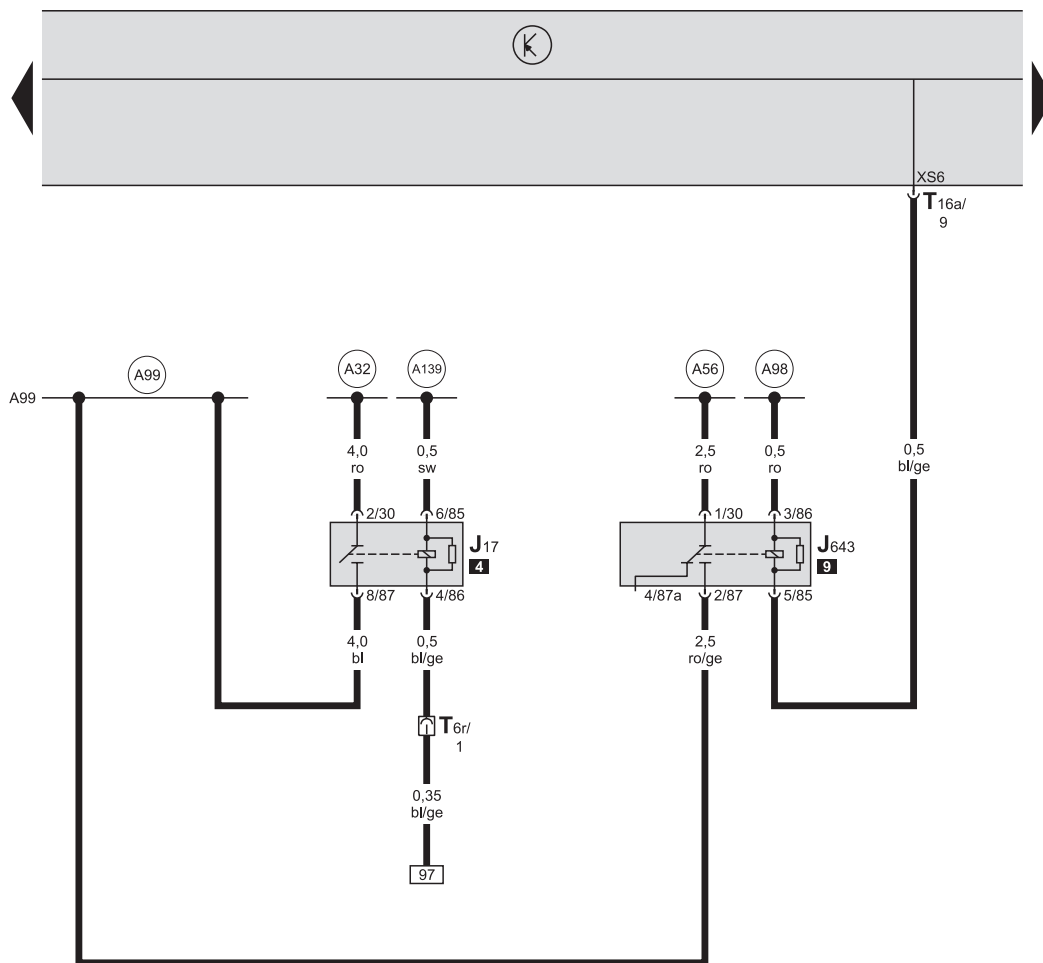 XS6
T16a/
9
A99
A99
A32
A139
A56
A98
4,0
ro
0,5
sw
2,5
ro
0,5
ro
0,5
bl/ge
2/30
6/85
1/30
3/86
J17
4
J643
9
8/87
4/86
4/87a
2/87
5/85
4,0
bl
0,5
bl/ge
2,5
ro/ge
T6r/
1
0,35
bl/ge
97